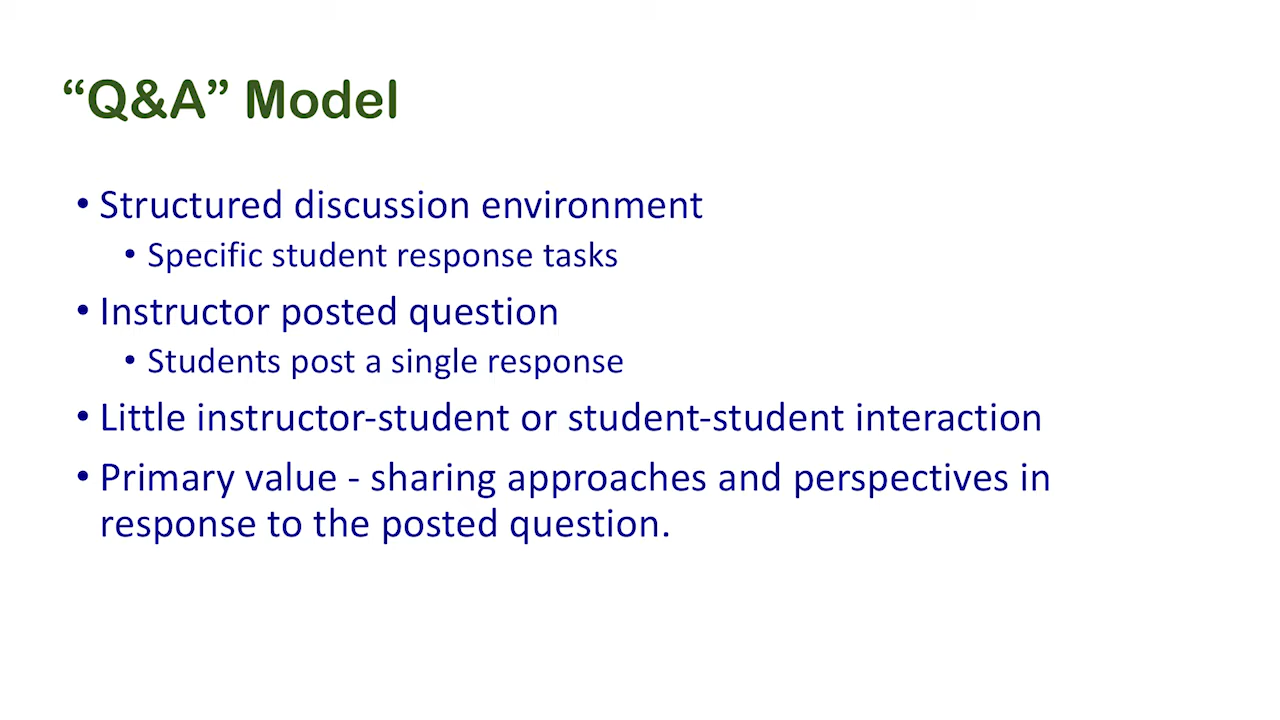 “Q&A” Model
• Structured discussion environment
• Specific student response tasks
• Instructor posted question
• Students post a single response
• Little instructor-student or student-student interaction
• Primary value - sharing approaches and perspectives in
response to the posted question.